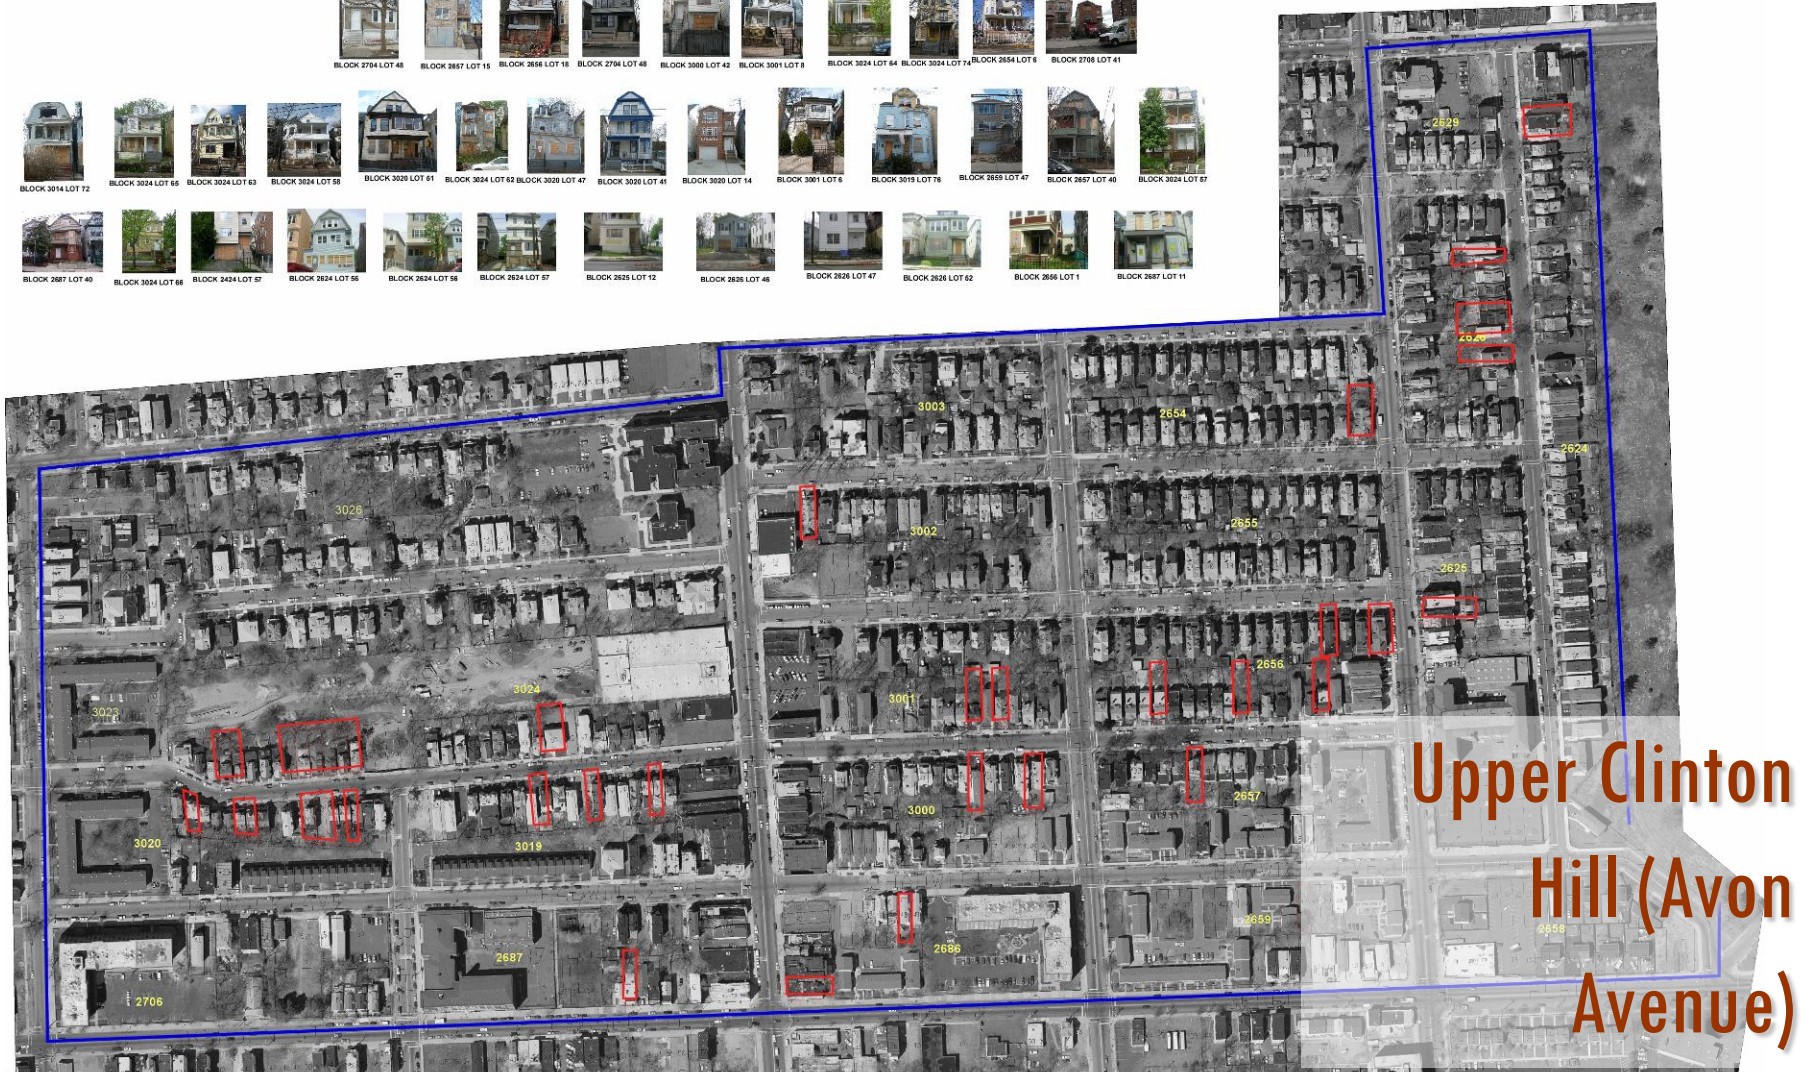 BLOCK 2704 LOT 48
BLOCK 2657 LOT 15
BLOCK 2656 LOT 18
BLOCK 2704 LOT 48
BLOCK 3000 LOT 42
BLOCK 3001 LOT 8
BLOCK 3024 LOT 64
BLOCK 3024 LOT 74
BLOCK 2654 LOT 6
BLOCK 2708 LOT 41
BLOCK 3014 LOT 72
BLOCK 3024 LOT 65
BLOCK 3024 LOT 63
BLOCK 3024 LOT 58
BLOCK 3020 LOT 61
BLOCK 3024 LOT 62
BLOCK 3020 LOT 47
BLOCK 3020 LOT 41
BLOCK 3020 LOT 14
BLOCK 3001 LOT 6
BLOCK 3019 LOT 76
BLOCK 2659 LOT 47
BLOCK 2657 LOT 40
BLOCK 3024 LOT 57
BLOCK 2687 LOT 40
BLOCK 3024 LOT 66
BLOCK 2424 LOT 57
BLOCK 2624 LOT 56
BLOCK 2624 LOT 56
BLOCK 2624 LOT 57
BLOCK 2625 LOT 12
BLOCK 2626 LOT 46
BLOCK 2626 LOT 47
BLOCK 2626 LOT 52
BLOCK 2656 LOT 1
BLOCK 2687 LOT 11
2629
2626
3003
2654
2624
3026
3002
2655
2625
3024
3001
2656
3023
3000
2657
3020
3019
2687
2686
2659
2658
2706
Upper Clinton
Hill (Avon
Avenue)